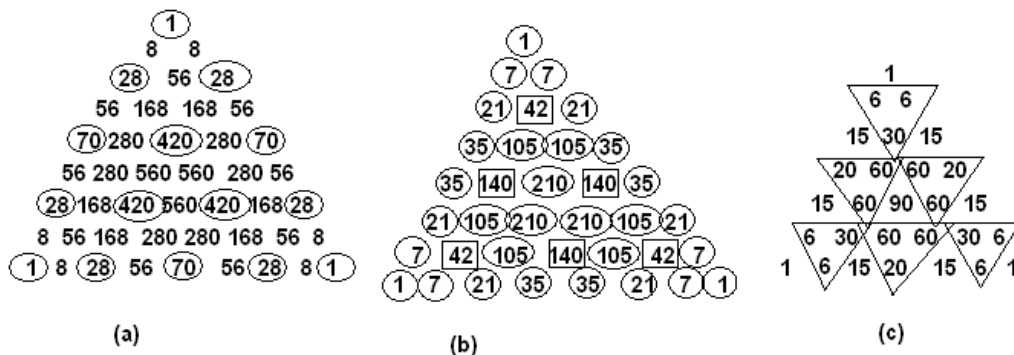 1
8 8
28 56 28
56 168 168 56
70 280 420 280 70
56 280 560 560 280 56
28 168 420 560 420 168 28
8 56 168 280 280 168 56 8
1 8 28 56 70 56 28 8 1
(a)
1
7 7
21 42 21
35 105 105 35
35 140 210 140 35
21 105 210 210 105 21
7 42 105 140 105 42 7
1 7 21 35 35 21 7 1
(b)
1
6 6
15 30 15
20 60 60 20
15 60 90 60 15
6 30 60 60 30 6
1 6 15 20 15 6 1
(c)